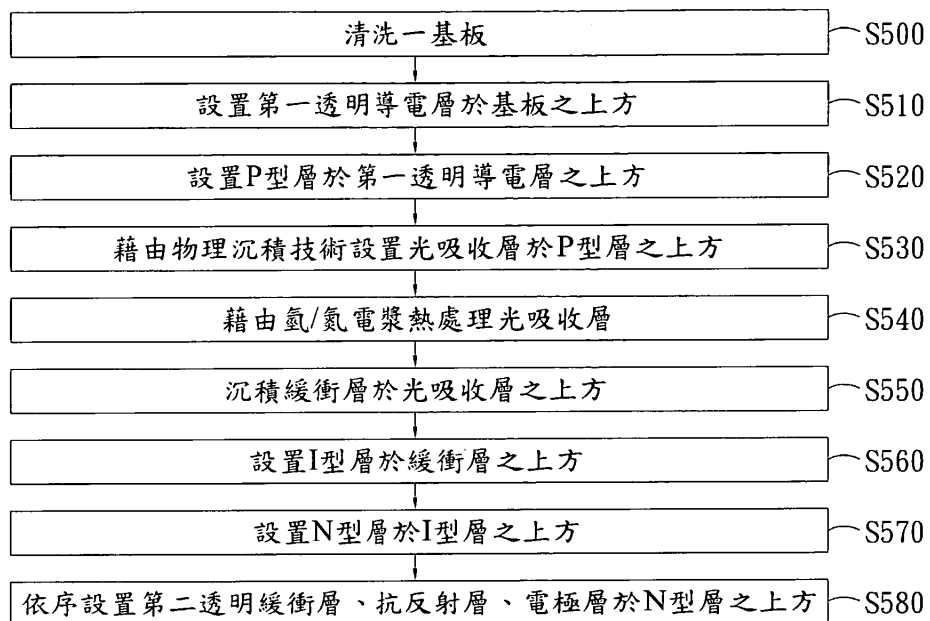 清洗一基板 S500
設置第一透明導電層於基板之上方 S510
設置P型層於第一透明導電層之上方 S520
藉由物理沉積技術設置光吸收層於P型層之上方 S530
藉由氫/氮電漿熱處理光吸收層 S540
沉積緩衝層於光吸收層之上方 S550
設置I型層於緩衝層之上方 S560
設置N型層於I型層之上方 S570
依序設置第二透明緩衝層、抗反射層、電極層於N型層之上方 S580